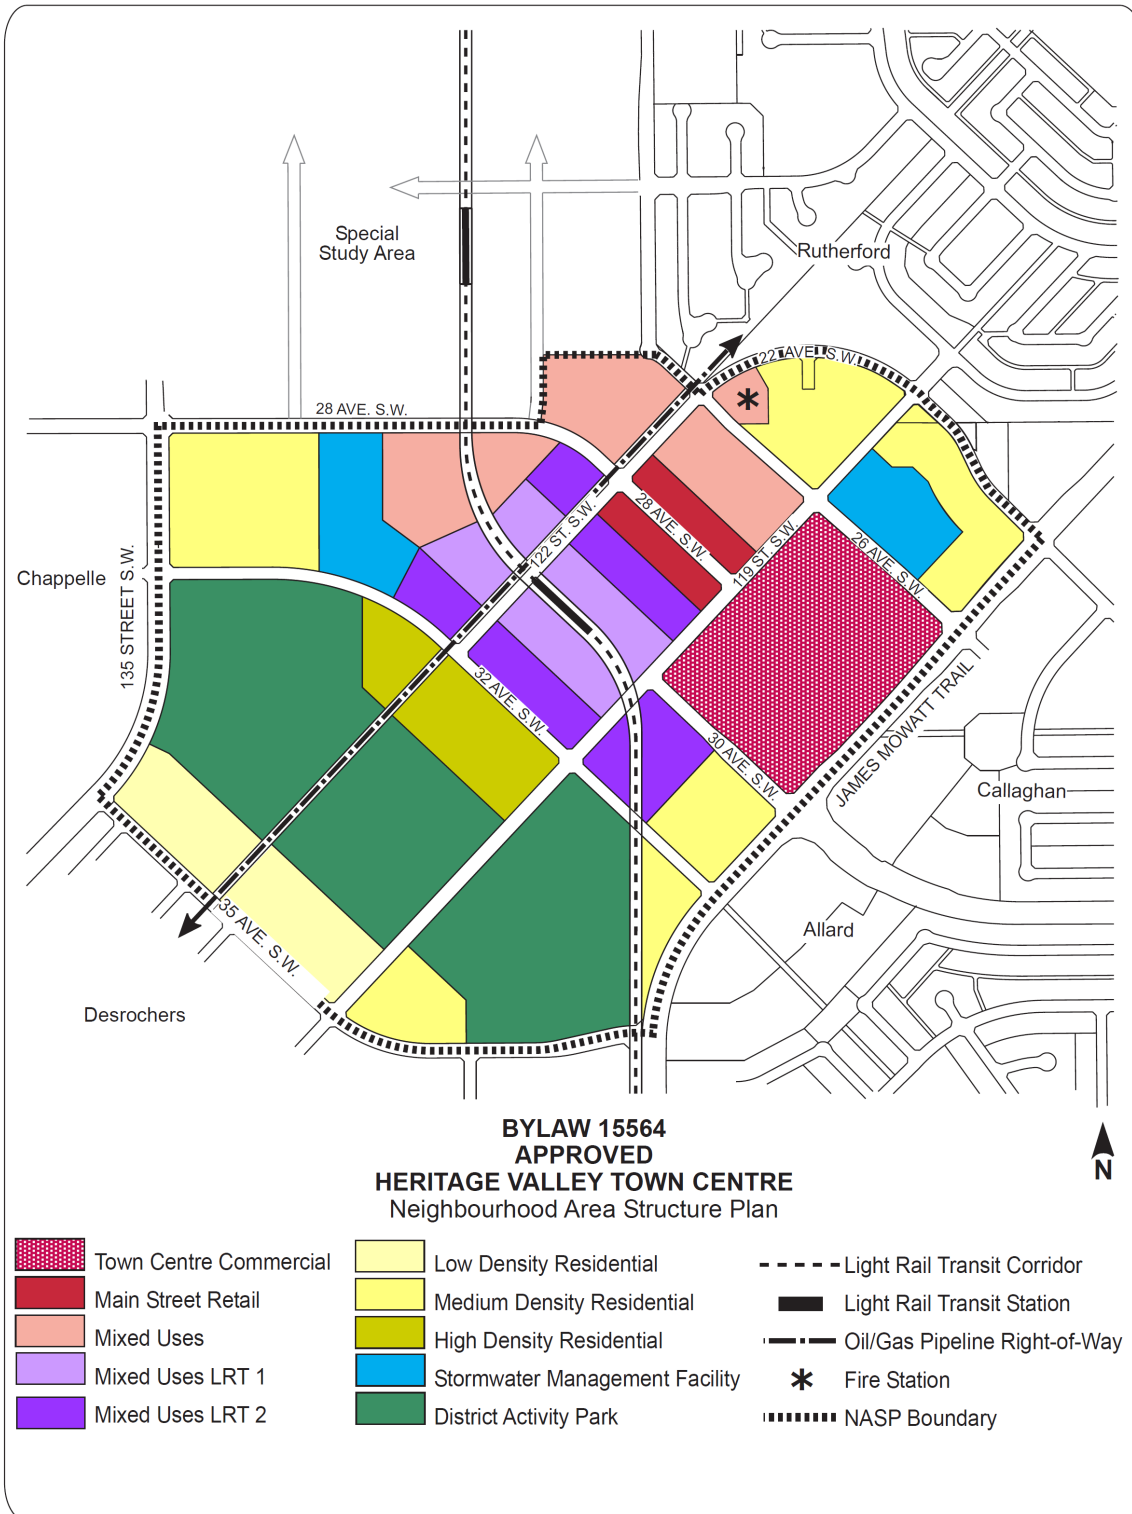 Special
Study Area
Rutherford
22 AVE. S.W.
28 AVE. S.W.
122 ST. S.W.
28 AVE. S.W.
119 ST. S.W.
26 AVE. S.W.
Chappelle
135 STREET S.W.
32 AVE. S.W.
30 AVE. S.W.
JAMES MOWATT TRAIL
Callaghan
35 AVE. S.W.
Allard
Desrochers
BYLAW 15564
APPROVED
HERITAGE VALLEY TOWN CENTRE
Neighbourhood Area Structure Plan
N
Town Centre Commercial
Main Street Retail
Mixed Uses
Mixed Uses LRT 1
Mixed Uses LRT 2
Low Density Residential
Medium Density Residential
High Density Residential
Stormwater Management Facility
District Activity Park
Light Rail Transit Corridor
Light Rail Transit Station
Oil/Gas Pipeline Right-of-Way
Fire Station
NASP Boundary